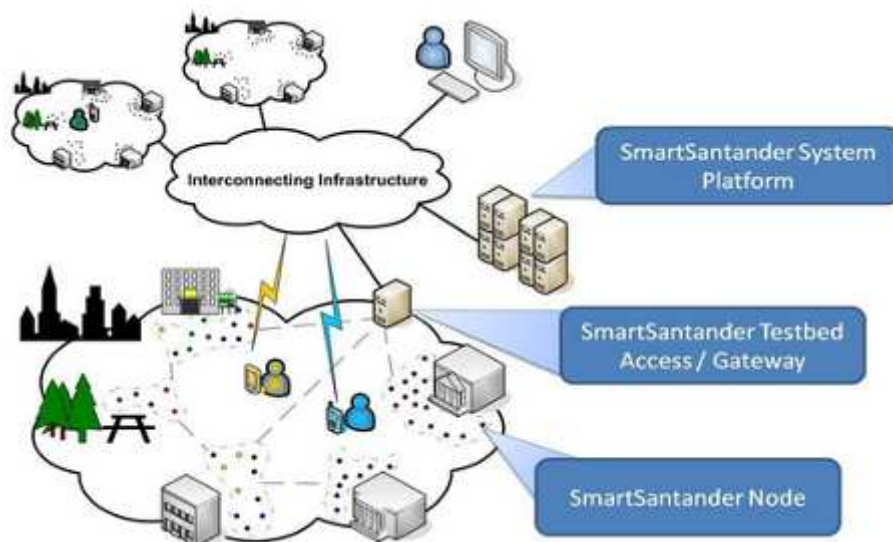 Interconnecting Infrastructure
SmartSantander System
Platform
SmartSantander Testbed
Access / Gateway
SmartSantander Node